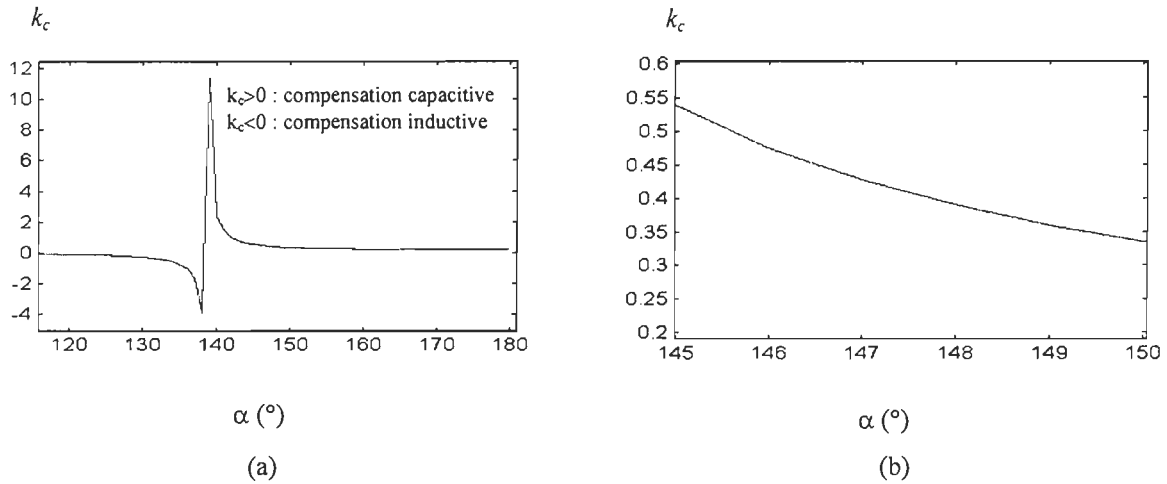 k_c
12
10
8
6
4
2
0
-2
-4
k_c>0 : compensation capacitive
k_c<0 : compensation inductive
120 130 140 150 160 170 180
α (°)
(a)
k_c
0.6
0.55
0.5
0.45
0.4
0.35
0.3
0.25
0.2
145 146 147 148 149 150
α (°)
(b)